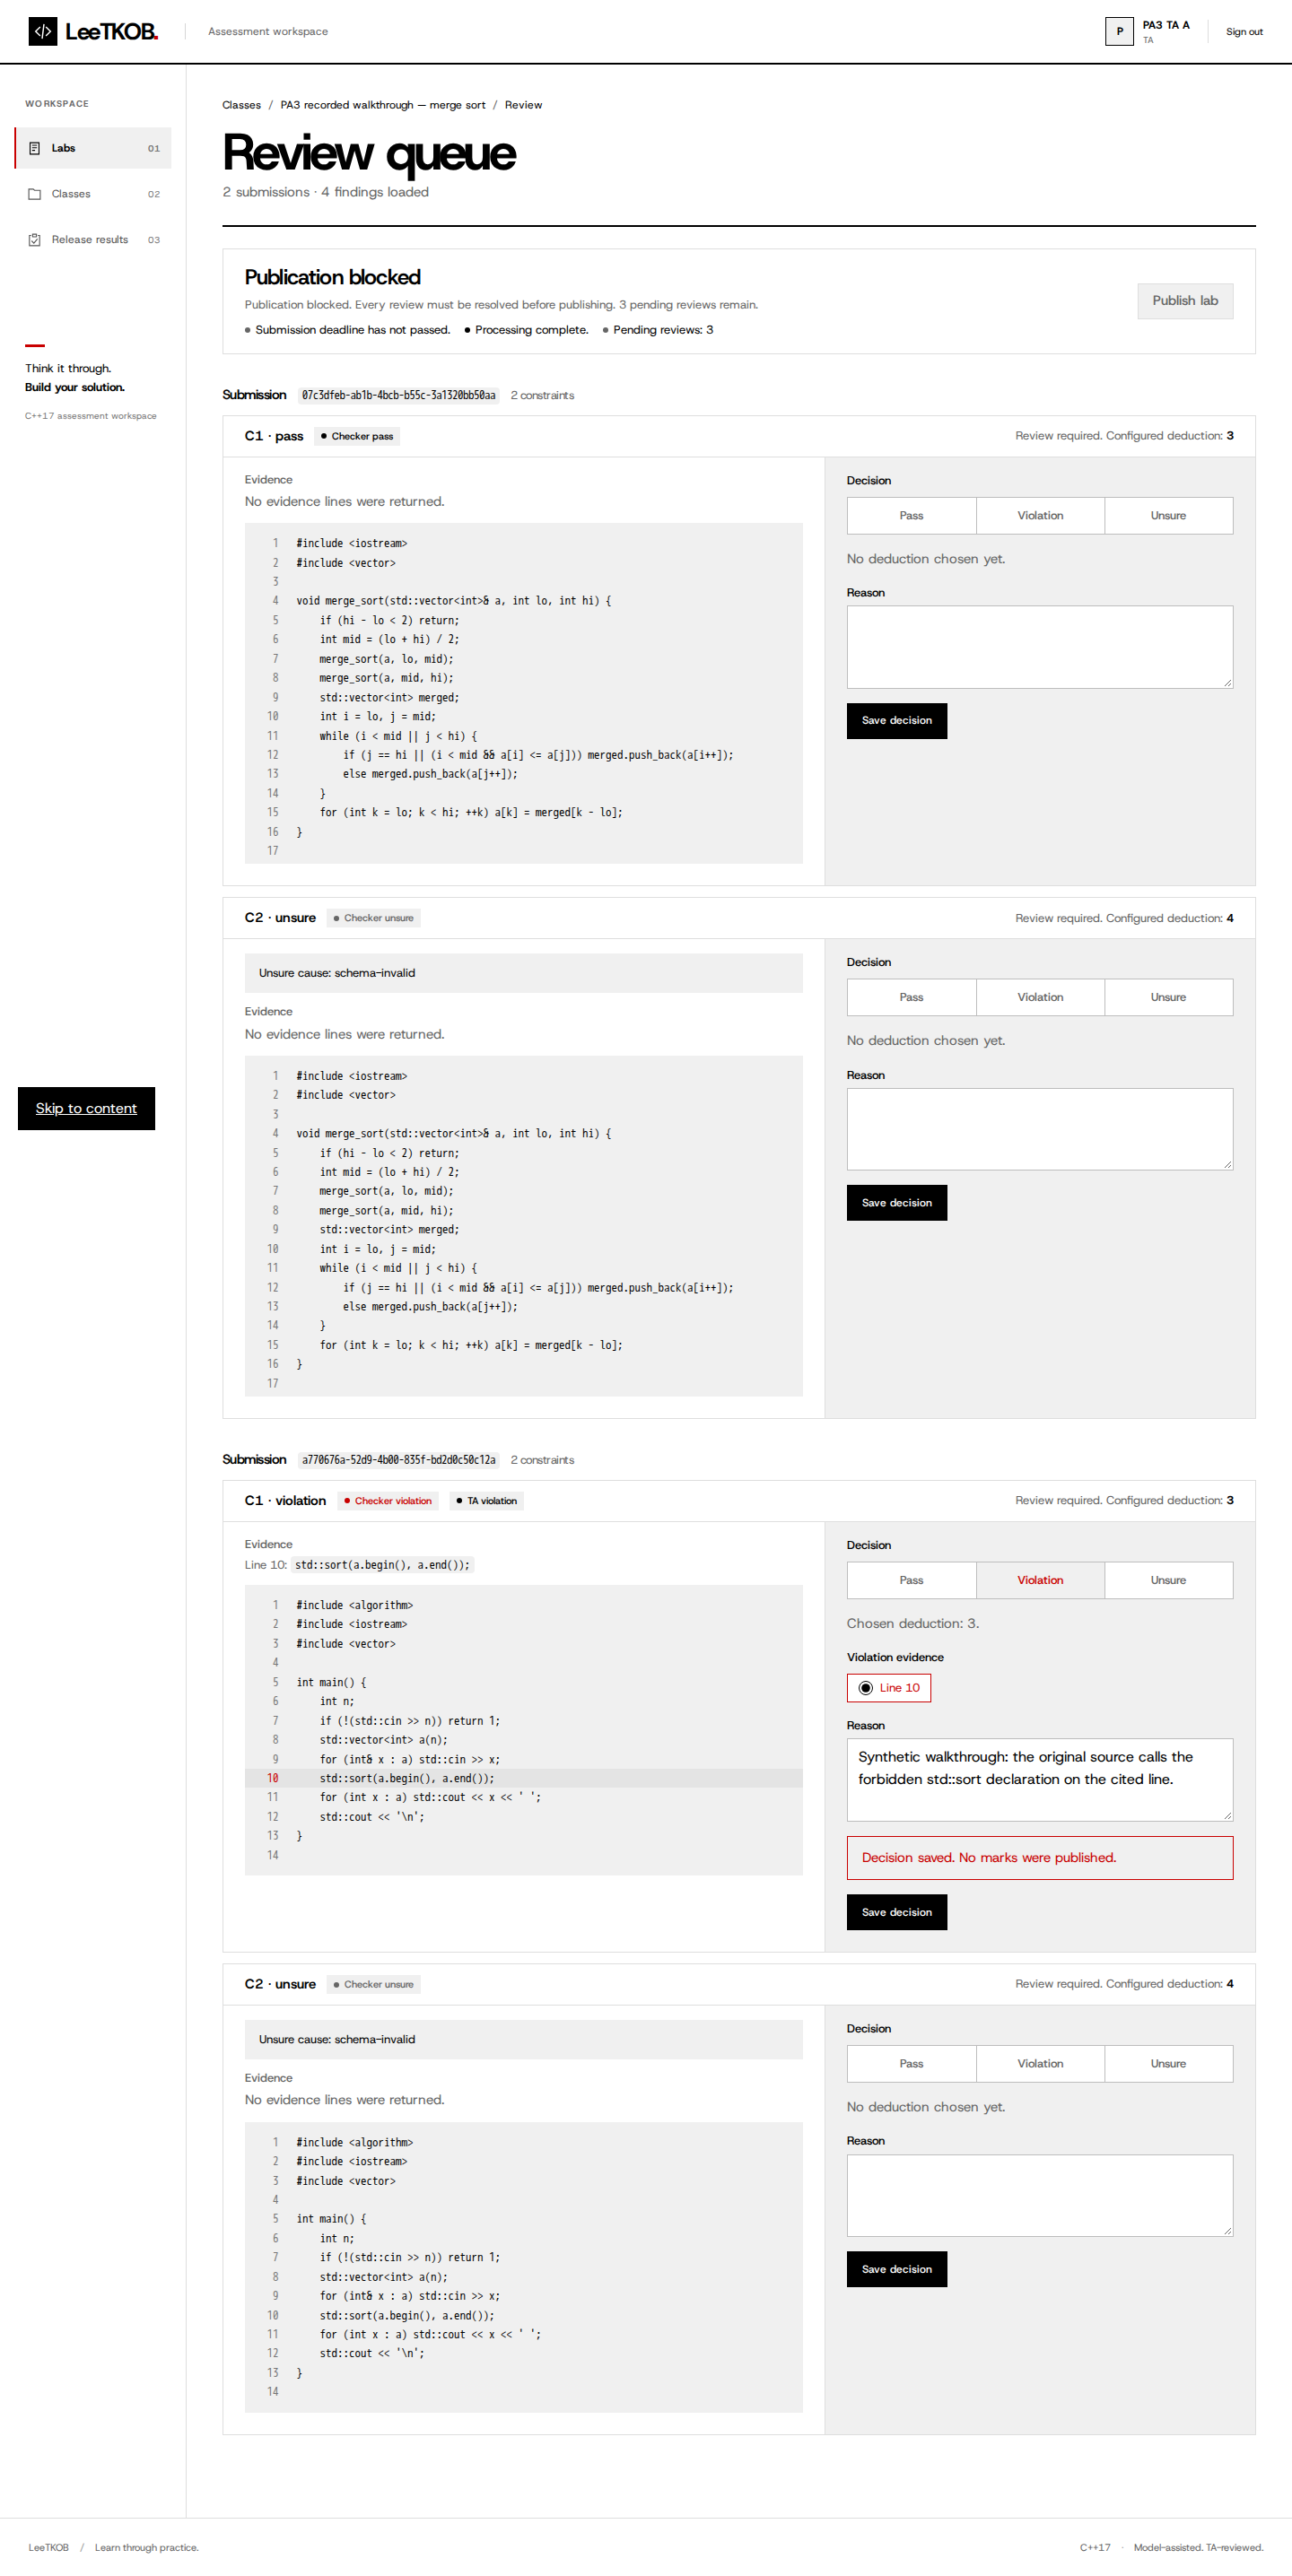 LeeTKOB.
Assessment workspace
P
PA3 TA A
TA
Sign out
WORKSPACE
Labs 01
Classes 02
Release results 03
Think it through.
Build your solution.
C++17 assessment workspace
Skip to content
Classes / PA3 recorded walkthrough — merge sort / Review
Review queue
2 submissions · 4 findings loaded
Publication blocked
Publication blocked. Every review must be resolved before publishing. 3 pending reviews remain.
Submission deadline has not passed. Processing complete. Pending reviews: 3
Publish lab
Submission 07c3dfeb-ab1b-4bcb-b55c-3a1320bb50aa 2 constraints
C1 · pass Checker pass Review required. Configured deduction: 3
Evidence
No evidence lines were returned.
1 #include <iostream>
2 #include <vector>
3
4 void merge_sort(std::vector<int>& a, int lo, int hi) {
5     if (hi - lo < 2) return;
6     int mid = (lo + hi) / 2;
7     merge_sort(a, lo, mid);
8     merge_sort(a, mid, hi);
9     std::vector<int> merged;
10     int i = lo, j = mid;
11     while (i < mid || j < hi) {
12         if (j == hi || (i < mid && a[i] <= a[j])) merged.push_back(a[i++]);
13         else merged.push_back(a[j++]);
14     }
15     for (int k = lo; k < hi; ++k) a[k] = merged[k - lo];
16 }
17
Decision
Pass Violation Unsure
No deduction chosen yet.
Reason
Save decision
C2 · unsure Checker unsure Review required. Configured deduction: 4
Unsure cause: schema-invalid
Evidence
No evidence lines were returned.
1 #include <iostream>
2 #include <vector>
3
4 void merge_sort(std::vector<int>& a, int lo, int hi) {
5     if (hi - lo < 2) return;
6     int mid = (lo + hi) / 2;
7     merge_sort(a, lo, mid);
8     merge_sort(a, mid, hi);
9     std::vector<int> merged;
10     int i = lo, j = mid;
11     while (i < mid || j < hi) {
12         if (j == hi || (i < mid && a[i] <= a[j])) merged.push_back(a[i++]);
13         else merged.push_back(a[j++]);
14     }
15     for (int k = lo; k < hi; ++k) a[k] = merged[k - lo];
16 }
17
Decision
Pass Violation Unsure
No deduction chosen yet.
Reason
Save decision
Submission a770676a-52d9-4b00-835f-bd2d0c50c12a 2 constraints
C1 · violation Checker violation TA violation Review required. Configured deduction: 3
Evidence
Line 10: std::sort(a.begin(), a.end());
1 #include <algorithm>
2 #include <iostream>
3 #include <vector>
4
5 int main() {
6     int n;
7     if (!(std::cin >> n)) return 1;
8     std::vector<int> a(n);
9     for (int& x : a) std::cin >> x;
10     std::sort(a.begin(), a.end());
11     for (int x : a) std::cout << x << ' ';
12     std::cout << '\n';
13 }
14
Decision
Pass Violation Unsure
Chosen deduction: 3.
Violation evidence
Line 10
Reason
Synthetic walkthrough: the original source calls the
forbidden std::sort declaration on the cited line.
Decision saved. No marks were published.
Save decision
C2 · unsure Checker unsure Review required. Configured deduction: 4
Unsure cause: schema-invalid
Evidence
No evidence lines were returned.
1 #include <algorithm>
2 #include <iostream>
3 #include <vector>
4
5 int main() {
6     int n;
7     if (!(std::cin >> n)) return 1;
8     std::vector<int> a(n);
9     for (int& x : a) std::cin >> x;
10     std::sort(a.begin(), a.end());
11     for (int x : a) std::cout << x << ' ';
12     std::cout << '\n';
13 }
14
Decision
Pass Violation Unsure
No deduction chosen yet.
Reason
Save decision
LeeTKOB / Learn through practice.
C++17 · Model-assisted. TA-reviewed.